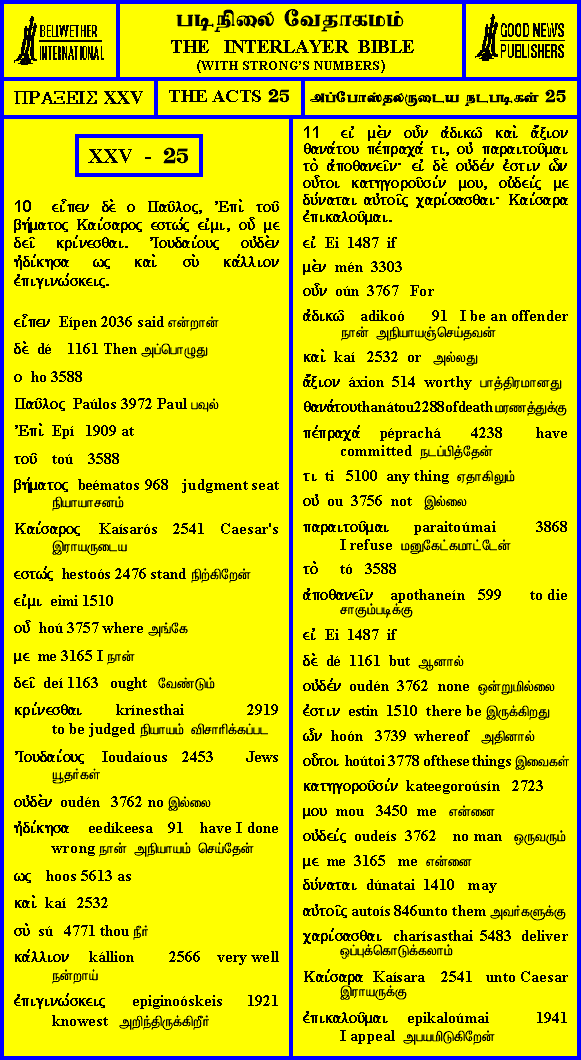 BELLWETHER
INTERNATIONAL
படிநிலை வேதாகமம்
THE INTERLAYER BIBLE
(WITH STRONG'S NUMBERS)
GOOD NEWS
PUBLISHERS
ΠΡΑΞΕΙΣ XXV
THE ACTS 25
அப்போஸ்தலருடைய நடபடிகள் 25
XXV - 25
10 εἶπεν δὲ ο Παῦλος, Ἐπὶ τοῦ
βήματος Καίσαρος εστώς εἰμι, οὗ με
δεῖ κρίνεσθαι. Ἰουδαίους οὐδὲν
ἠδίκησα ως καὶ σὺ κάλλιον
ἐπιγινώσκεις.
εἶπεν Eípen 2036 said என்றான்
δὲ dé 1161 Then அப்பொழுது
ο ho 3588
Παῦλος Paúlos 3972 Paul பவுல்
Ἐπὶ Epí 1909 at
τοῦ toú 3588
βήματος beématos 968 judgment seat
நியாயாசனம்
Καίσαρος Kaísarós 2541 Caesar's
இராயருடைய
εστώς hestoós 2476 stand நிற்கிறேன்
εἰμι eimi 1510
οὗ hoú 3757 where அங்கே
με me 3165 I நான்
δεῖ deí 1163 ought வேண்டும்
κρίνεσθαι krínesthai 2919
to be judged நியாயம் விசாரிக்கப்பட
Ἰουδαίους Ioudaíous 2453 Jews
யூதர்கள்
οὐδὲν oudén 3762 no இல்லை
ἠδίκησα eedíkeesa 91 have I done
wrong நான் அநியாயம் செய்தேன்
ως hoos 5613 as
καὶ kaí 2532
σὺ sú 4771 thou நீர்
κάλλιον kállion 2566 very well
நன்றாய்
ἐπιγινώσκεις epiginoóskeis 1921
knowest அறிந்திருக்கிறீர்
11 εἰ μὲν οὖν ἀδικῶ καὶ ἄξιον
θανάτου πέπραχά τι, οὐ παραιτοῦμαι
τὸ ἀποθανεῖν· εἰ δὲ οὐδέν ἐστιν ὧν
οὗτοι κατηγοροῦσίν μου, οὐδείς με
δύναται αὐτοῖς χαρίσασθαι· Καίσαρα
ἐπικαλοῦμαι.
εἰ Ei 1487 if
μὲν mén 3303
οὖν oún 3767 For
ἀδικῶ adikoó 91 I be an offender
நான் அநியாயஞ்செய்தவன்
καὶ kaí 2532 or அல்லது
ἄξιον áxion 514 worthy பாத்திரமானது
θανάτου thanátou 2288 of death மரணத்துக்கு
πέπραχά péprachá 4238 have
committed நடப்பித்தேன்
τι ti 5100 any thing ஏதாகிலும்
οὐ ou 3756 not இல்லை
παραιτοῦμαι paraitoúmai 3868
I refuse மனுகேட்கமாட்டேன்
τὸ tó 3588
ἀποθανεῖν apothaneín 599 to die
சாகும்படிக்கு
εἰ Ei 1487 if
δὲ dé 1161 but ஆனால்
οὐδέν oudén 3762 none ஒன்றுமில்லை
ἐστιν estin 1510 there be இருக்கிறது
ὧν hoón 3739 whereof அதினால்
οὗτοι hoútoi 3778 of these things இவைகள்
κατηγοροῦσίν kateegoroúsín 2723
μου mou 3450 me என்னை
οὐδείς oudeís 3762 no man ஒருவரும்
με me 3165 me என்னை
δύναται dúnatai 1410 may
αὐτοῖς autoís 846 unto them அவர்களுக்கு
χαρίσασθαι charísasthai 5483 deliver
ஒப்புக்கொடுக்கலாம்
Καίσαρα Kaísara 2541 unto Caesar
இராயருக்கு
ἐπικαλοῦμαι epikaloúmai 1941
I appeal அபயமிடுகிறேன்